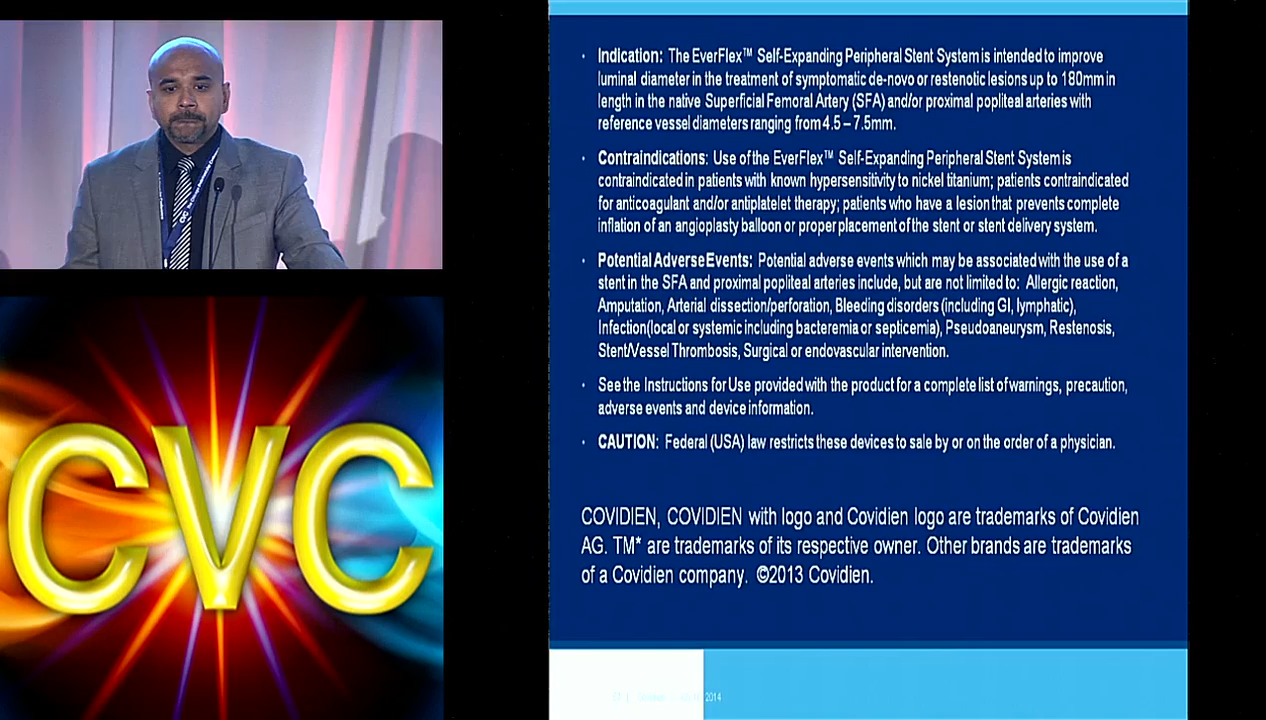 • Indication: The EverFlex™ Self-Expanding Peripheral Stent System is intended to improve
luminal diameter in the treatment of symptomatic de-novo or restenotic lesions up to 180mm in
length in the native Superficial Femoral Artery (SFA) and/or proximal popliteal arteries with
reference vessel diameters ranging from 4.5 – 7.5mm.
• Contraindications: Use of the EverFlex™ Self-Expanding Peripheral Stent System is
contraindicated in patients with known hypersensitivity to nickel titanium; patients contraindicated
for anticoagulant and/or antiplatelet therapy; patients who have a lesion that prevents complete
inflation of an angioplasty balloon or proper placement of the stent or stent delivery system.
• Potential Adverse Events: Potential adverse events which may be associated with the use of a
stent in the SFA and proximal popliteal arteries include, but are not limited to: Allergic reaction,
Amputation, Arterial dissection/perforation, Bleeding disorders (including GI, lymphatic),
Infection(local or systemic including bacteremia or septicemia), Pseudoaneurysm, Restenosis,
Stent/Vessel Thrombosis, Surgical or endovascular intervention.
• See the Instructions for Use provided with the product for a complete list of warnings, precaution,
adverse events and device information.
• CAUTION: Federal (USA) law restricts these devices to sale by or on the order of a physician.
COVIDIEN, COVIDIEN with logo and Covidien logo are trademarks of Covidien
AG. TM* are trademarks of its respective owner. Other brands are trademarks
of a Covidien company. ©2013 Covidien.
2014
CVC